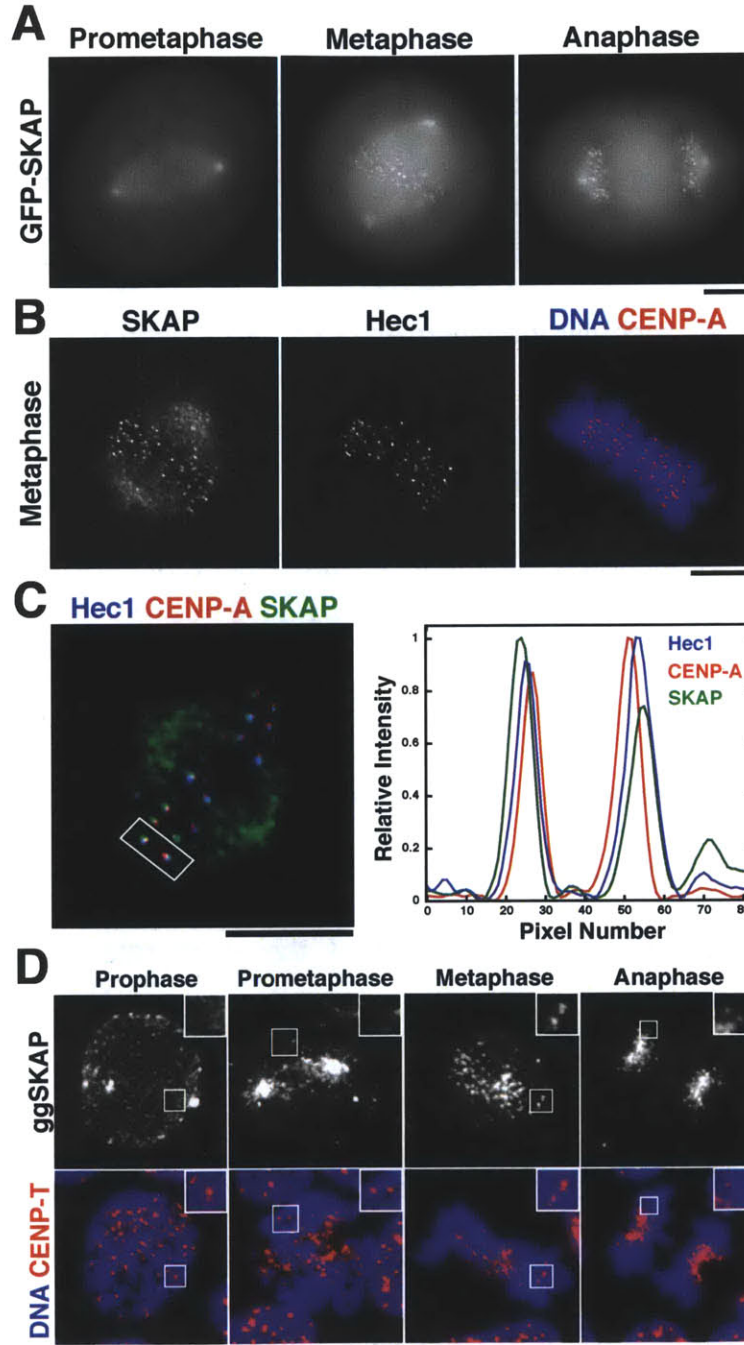 A
Prometaphase
Metaphase
Anaphase
GFP-SKAP
B
SKAP
Hec1
DNA CENP-A
Metaphase
C
Hec1 CENP-A SKAP
Relative Intensity
1
0.8
0.6
0.4
0.2
0
Hec1
CENP-A
SKAP
0 10 20 30 40 50 60 70 80
Pixel Number
D
Prophase
Prometaphase
Metaphase
Anaphase
ggSKAP
DNA CENP-T